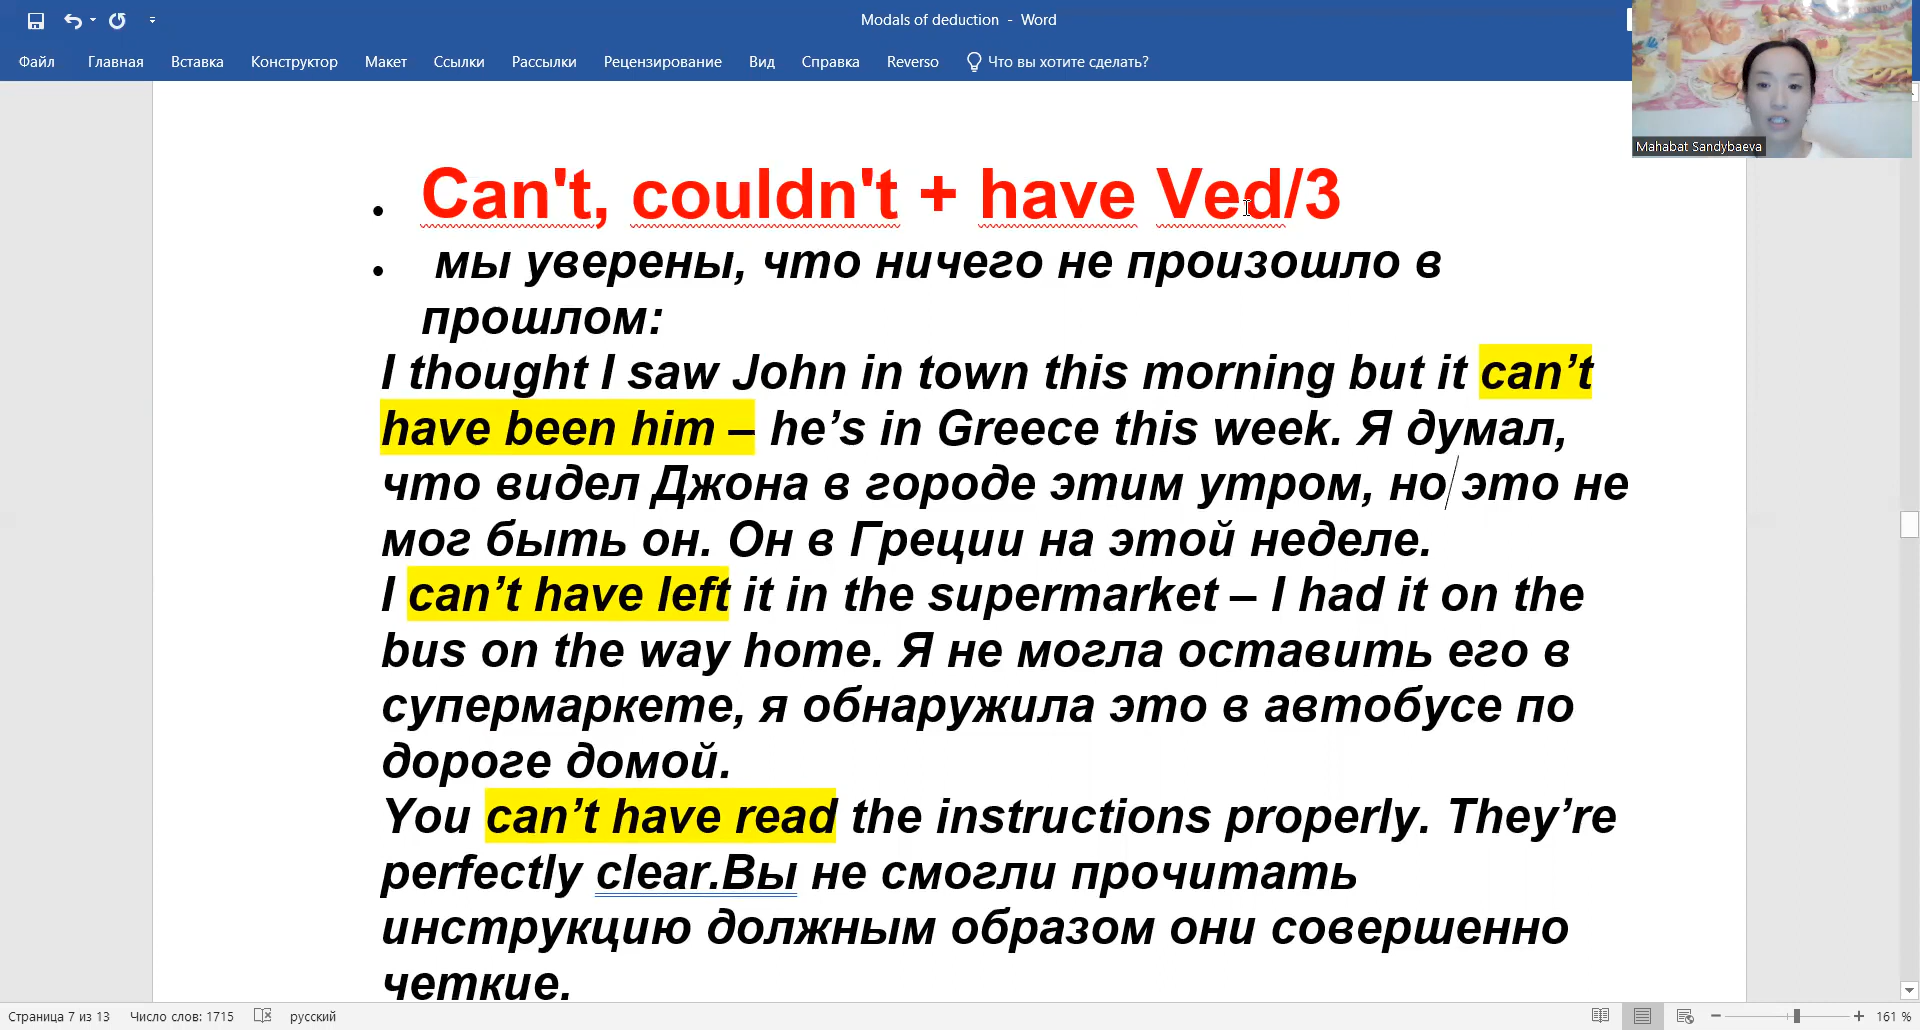 Modals of deduction - Word
Файл Главная Вставка Конструктор Макет Ссылки Рассылки Рецензирование Вид Справка Reverso Что вы хотите сделать?
Mahabat Sandybaeva
• Can't, couldn't + have Ved/3
• мы уверены, что ничего не произошло в
прошлом:
I thought I saw John in town this morning but it can’t
have been him – he’s in Greece this week. Я думал,
что видел Джона в городе этим утром, но это не
мог быть он. Он в Греции на этой неделе.
I can’t have left it in the supermarket – I had it on the
bus on the way home. Я не могла оставить его в
супермаркете, я обнаружила это в автобусе по
дороге домой.
You can’t have read the instructions properly. They’re
perfectly clear.Вы не смогли прочитать
инструкцию должным образом они совершенно
четкие.
Страница 7 из 13 Число слов: 1715 русский 161 %